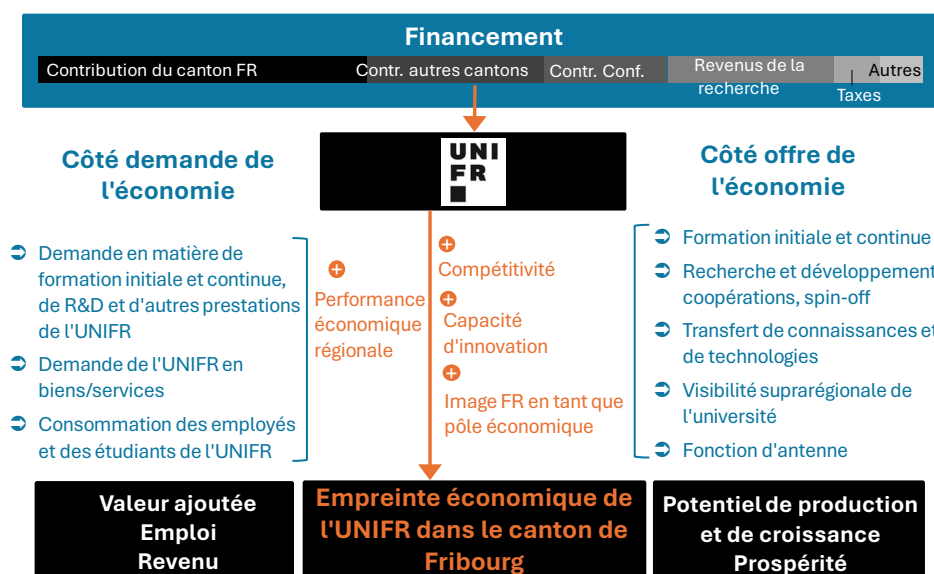 Financement
Contribution du canton FR
Contr. autres cantons
Contr. Conf.
Revenus de la
recherche
Taxes
Autres
UNI
FR
Côté demande de
l'économie
Demande en matière de
formation initiale et continue,
de R&D et d'autres prestations
de l'UNIFR
Demande de l'UNIFR en
biens/services
Consommation des employés
et des étudiants de l'UNIFR
Performance
économique
régionale
Compétitivité
Capacité
d'innovation
Image FR en tant que
pôle économique
Côté offre de
l'économie
Formation initiale et continue
Recherche et développement
coopérations, spin-off
Transfert de connaissances et
de technologies
Visibilité suprarégionale de
l'université
Fonction d'antenne
Valeur ajoutée
Emploi
Revenu
Empreinte économique de
l'UNIFR dans le canton de
Fribourg
Potentiel de production
et de croissance
Prospérité